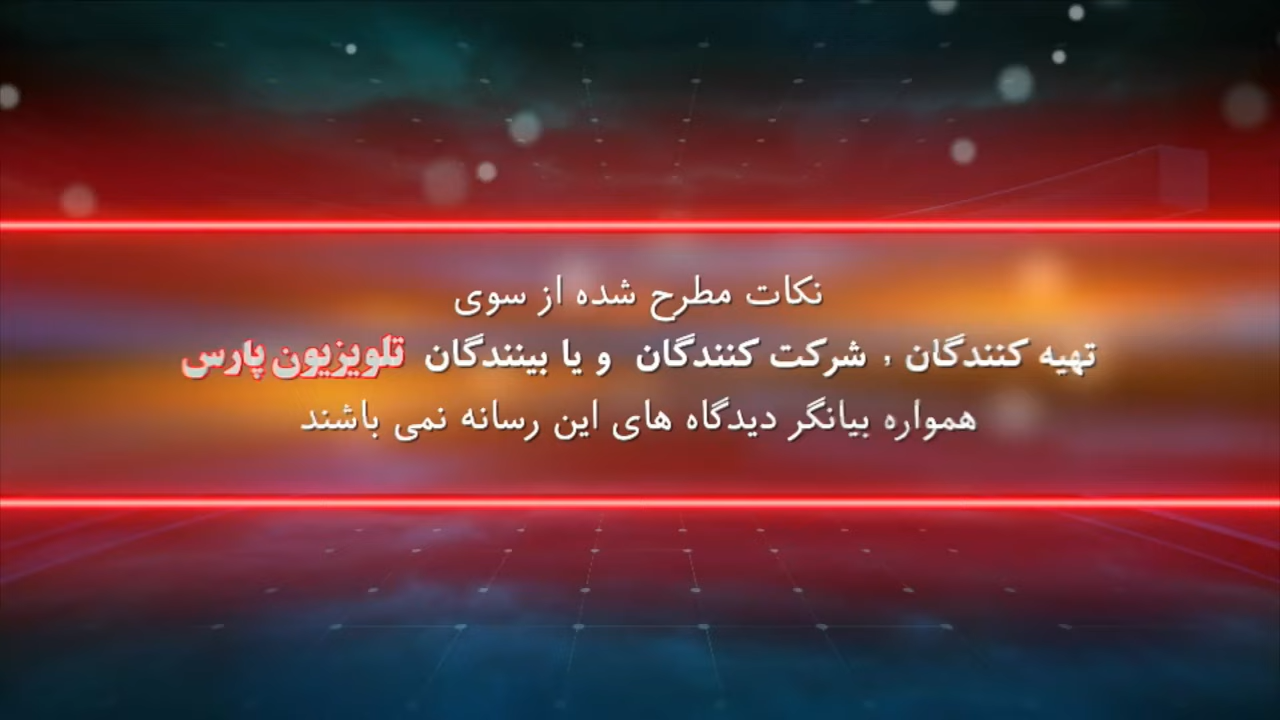 نکات مطرح شده از سوی
تهیه کنندگان , شرکت کنندگان و یا بینندگان تلویزیون پارس
همواره بیانگر دیدگاه های این رسانه نمی باشند